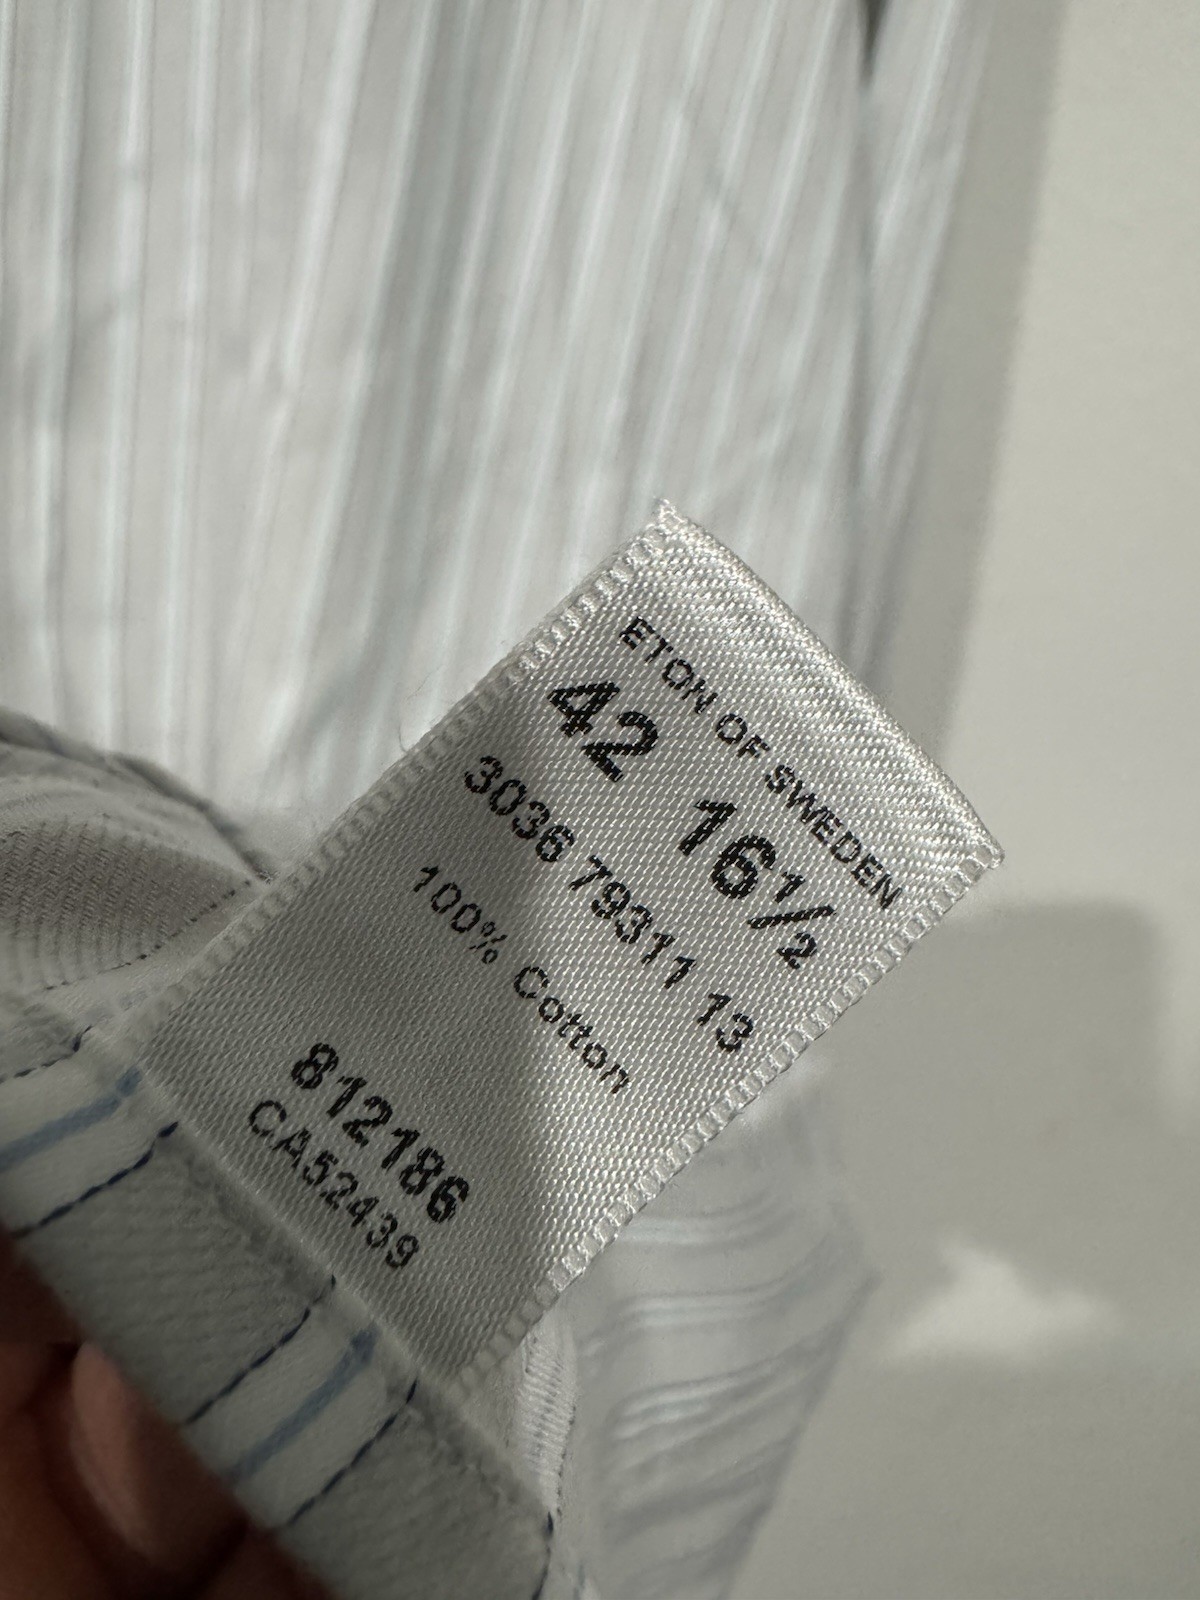 ETON OF SWEDEN
42 16½
3036 79311 13
100% Cotton
812186
CA52439